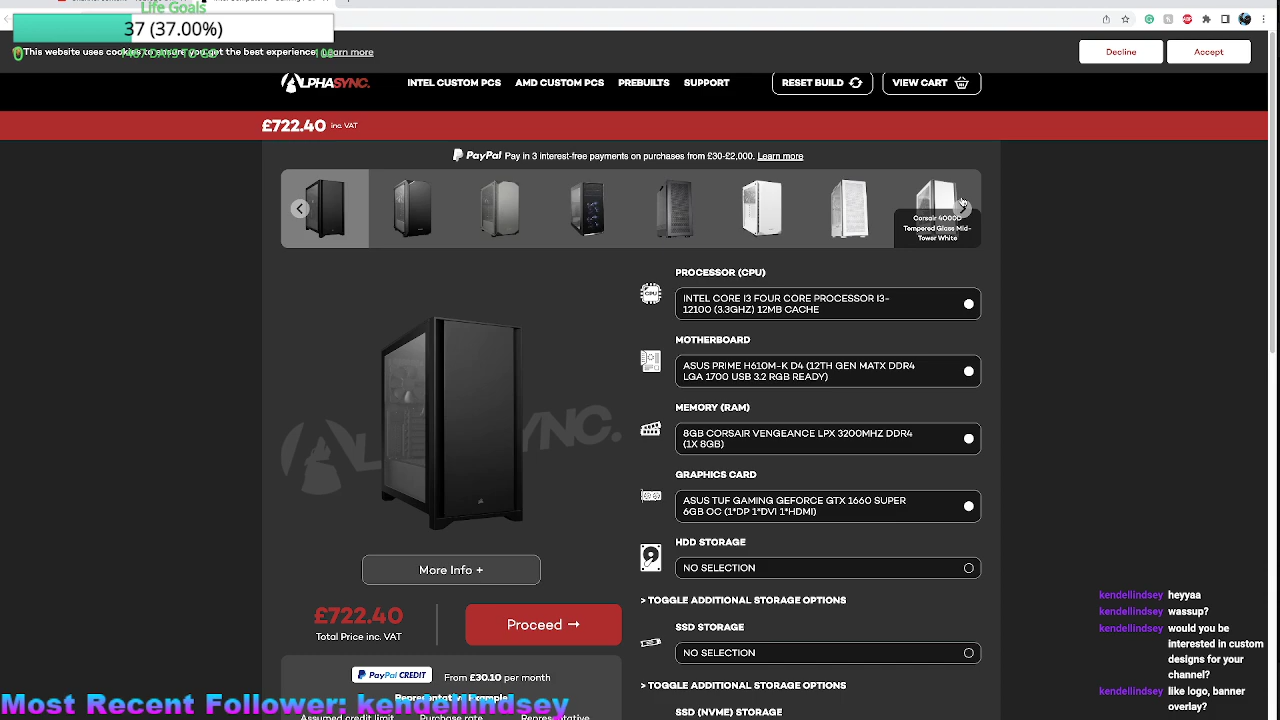 Life Goals
37 (37.00%)
This website uses cookies to ensure you get the best experience. Learn more
Decline
Accept
ALPHASYNC.
INTEL CUSTOM PCS
AMD CUSTOM PCS
PREBUILTS
SUPPORT
RESET BUILD
VIEW CART
£722.40 inc. VAT
PayPal Pay in 3 interest-free payments on purchases from £30-£2,000. Learn more
Corsair 4000D
Tempered Glass Mid-
Tower White
PROCESSOR (CPU)
CPU
INTEL CORE I3 FOUR CORE PROCESSOR I3-
12100 (3.3GHZ) 12MB CACHE
MOTHERBOARD
ASUS PRIME H610M-K D4 (12TH GEN MATX DDR4
LGA 1700 USB 3.2 RGB READY)
MEMORY (RAM)
8GB CORSAIR VENGEANCE LPX 3200MHZ DDR4
(1X 8GB)
GRAPHICS CARD
ASUS TUF GAMING GEFORCE GTX 1660 SUPER
6GB OC (1*DP 1*DVI 1*HDMI)
HDD STORAGE
NO SELECTION
> TOGGLE ADDITIONAL STORAGE OPTIONS
SSD STORAGE
NO SELECTION
> TOGGLE ADDITIONAL STORAGE OPTIONS
SSD (NVME) STORAGE
More Info +
£722.40
Total Price inc. VAT
Proceed →
PayPal CREDIT
From £30.10 per month
Representative Example
Assumed credit limit
Purchase rate
Representative
kendellindsey heyyaa
kendellindsey wassup?
kendellindsey would you be
interested in custom
designs for your
channel?
kendellindsey like logo, banner
overlay?
Most Recent Follower: kendellindsey